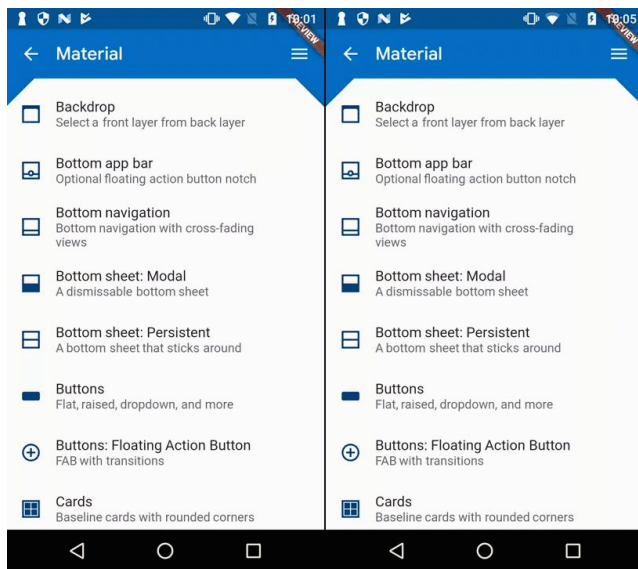 19:01
PREVIEW
Material
Backdrop
Select a front layer from back layer
Bottom app bar
Optional floating action button notch
Bottom navigation
Bottom navigation with cross-fading
views
Bottom sheet: Modal
A dismissable bottom sheet
Bottom sheet: Persistent
A bottom sheet that sticks around
Buttons
Flat, raised, dropdown, and more
Buttons: Floating Action Button
FAB with transitions
Cards
Baseline cards with rounded corners
19:05
PREVIEW
Material
Backdrop
Select a front layer from back layer
Bottom app bar
Optional floating action button notch
Bottom navigation
Bottom navigation with cross-fading
views
Bottom sheet: Modal
A dismissable bottom sheet
Bottom sheet: Persistent
A bottom sheet that sticks around
Buttons
Flat, raised, dropdown, and more
Buttons: Floating Action Button
FAB with transitions
Cards
Baseline cards with rounded corners